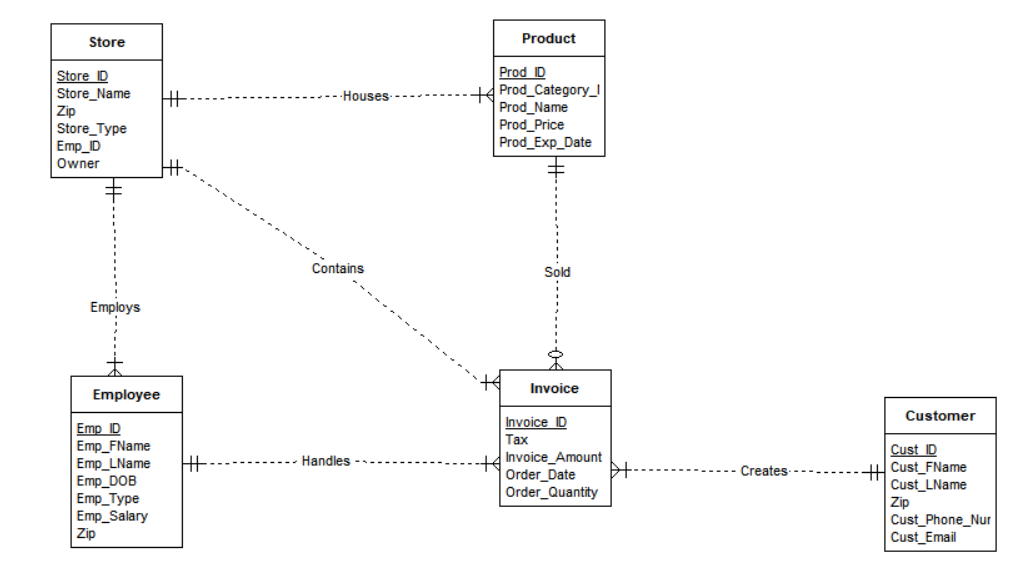 Store
Store_ID
Store_Name
Zip
Store_Type
Emp_ID
Owner
Product
Prod_ID
Prod_Category_I
Prod_Name
Prod_Price
Prod_Exp_Date
Houses
Contains
Sold
Employs
Employee
Emp_ID
Emp_FName
Emp_LName
Emp_DOB
Emp_Type
Emp_Salary
Zip
Handles
Invoice
Invoice_ID
Tax
Invoice_Amount
Order_Date
Order_Quantity
Creates
Customer
Cust_ID
Cust_FName
Cust_LName
Zip
Cust_Phone_Nur
Cust_Email